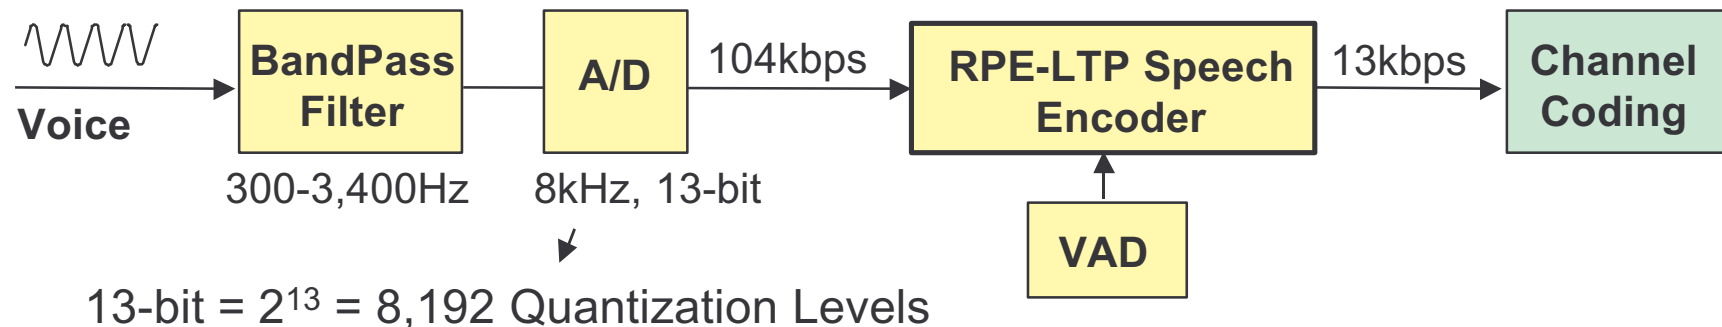 Voice
BandPass
Filter
300-3,400Hz
A/D
8kHz, 13-bit
104kbps
RPE-LTP Speech
Encoder
VAD
13kbps
Channel
Coding
13-bit = 2¹³ = 8,192 Quantization Levels